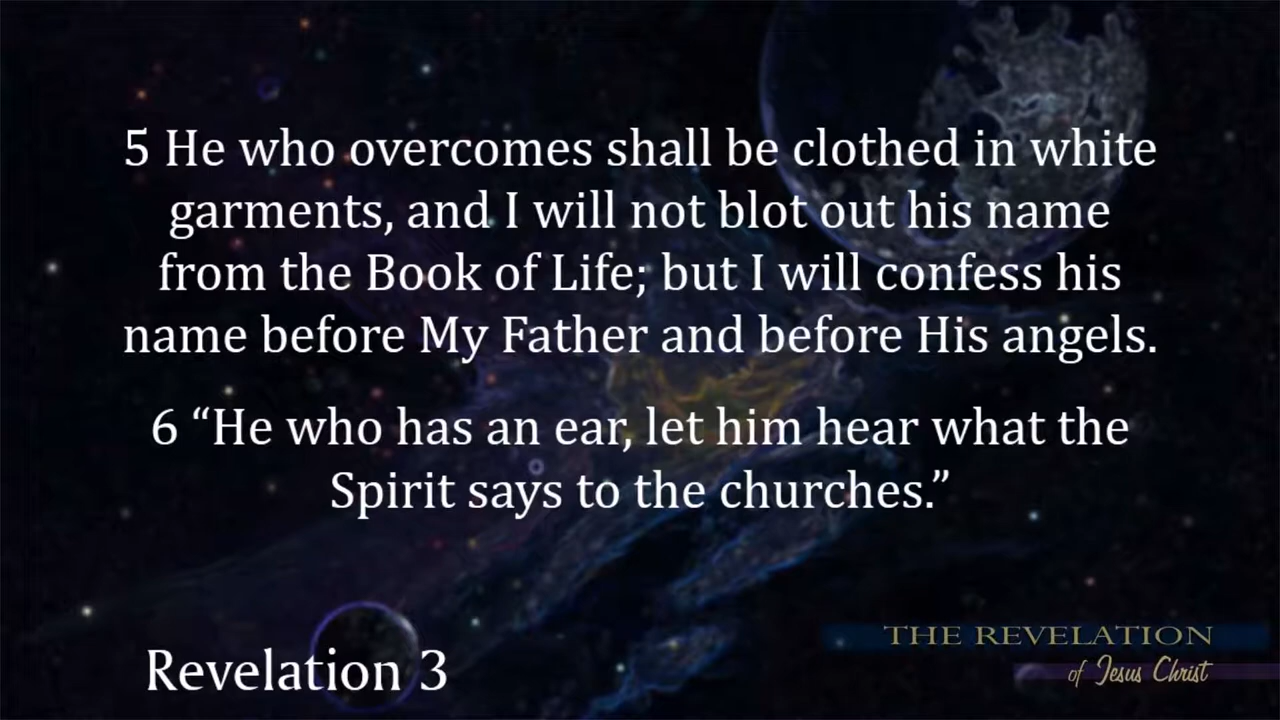 5 He who overcomes shall be clothed in white
garments, and I will not blot out his name
from the Book of Life; but I will confess his
name before My Father and before His angels.
6 “He who has an ear, let him hear what the
Spirit says to the churches.”
Revelation 3
THE REVELATION
of Jesus Christ